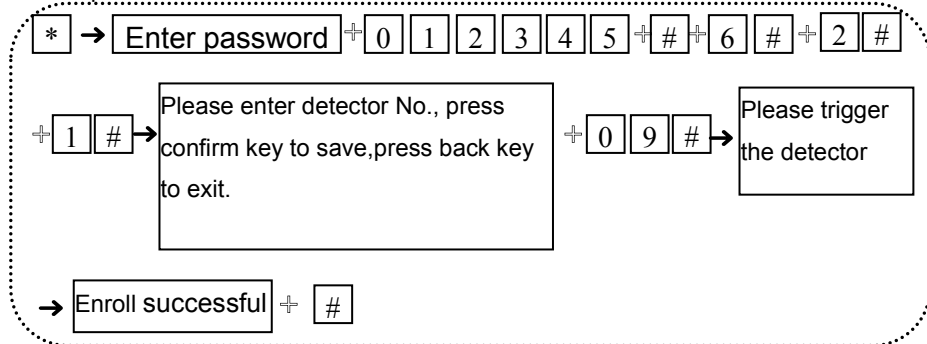 * → Enter password + 0 1 2 3 4 5 + # + 6 # + 2 #
+ 1 # → Please enter detector No., press
confirm key to save,press back key
to exit.
+ 0 9 # → Please trigger
the detector
→ Enroll successful + #